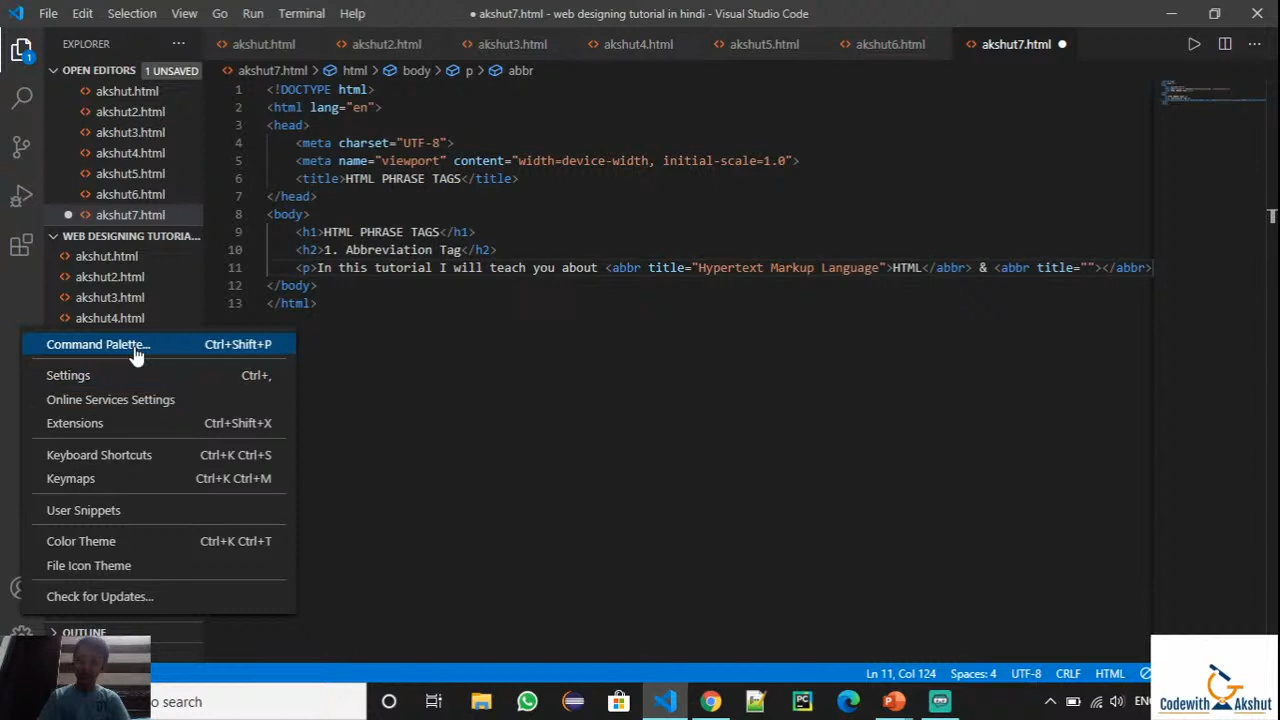 File Edit Selection View Go Run Terminal Help
● akshut7.html - web designing tutorial in hindi - Visual Studio Code
EXPLORER
akshut.html akshut2.html akshut3.html akshut4.html akshut5.html akshut6.html akshut7.html
OPEN EDITORS 1 UNSAVED
akshut7.html > html > body > p > abbr
akshut.html
akshut2.html
akshut3.html
akshut4.html
akshut5.html
akshut6.html
akshut7.html
WEB DESIGNING TUTORIA...
akshut.html
akshut2.html
akshut3.html
akshut4.html
1 <!DOCTYPE html>
2 <html lang="en">
3 <head>
4 <meta charset="UTF-8">
5 <meta name="viewport" content="width=device-width, initial-scale=1.0">
6 <title>HTML PHRASE TAGS</title>
7 </head>
8 <body>
9 <h1>HTML PHRASE TAGS</h1>
10 <h2>1. Abbreviation Tag</h2>
11 <p>In this tutorial I will teach you about <abbr title="Hypertext Markup Language">HTML</abbr> & <abbr title=""></abbr>
12 </body>
13 </html>
Command Palette... Ctrl+Shift+P
Settings Ctrl+,
Online Services Settings
Extensions Ctrl+Shift+X
Keyboard Shortcuts Ctrl+K Ctrl+S
Keymaps Ctrl+K Ctrl+M
User Snippets
Color Theme Ctrl+K Ctrl+T
File Icon Theme
Check for Updates...
OUTLINE
Ln 11, Col 124 Spaces: 4 UTF-8 CRLF HTML
o search
PC
Codewith Akshut